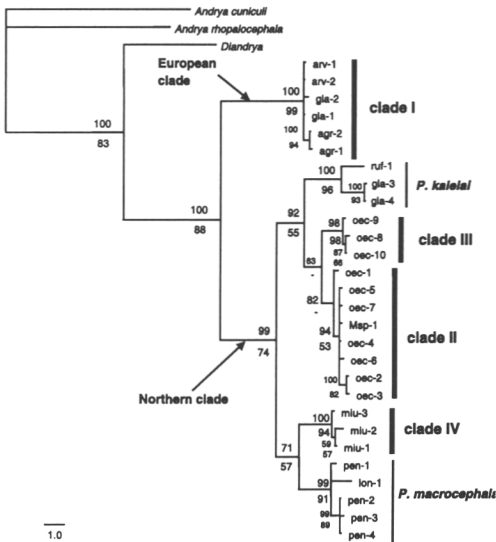 Andrya cuniculi
Andrya rhopalocephala
Diandrya
European
clade
arv-1
arv-2
100
gla-2
clade I
99
gla-1
100
agr-2
100
94
agr-1
83
100
ruf-1
P. kalelai
96
100
gla-3
93
gla-4
100
92
98
oec-9
88
55
98
oec-8
clade III
87
63
66
oec-10
-
oec-1
oec-5
82
oec-7
-
94
Msp-1
clade II
99
53
oec-4
74
oec-6
100
oec-2
82
oec-3
Northern clade
100
miu-3
94
miu-2
clade IV
71
59
57
57
miu-1
pen-1
99
lon-1
91
pen-2
P. macrocephala
99
pen-3
89
pen-4
1.0